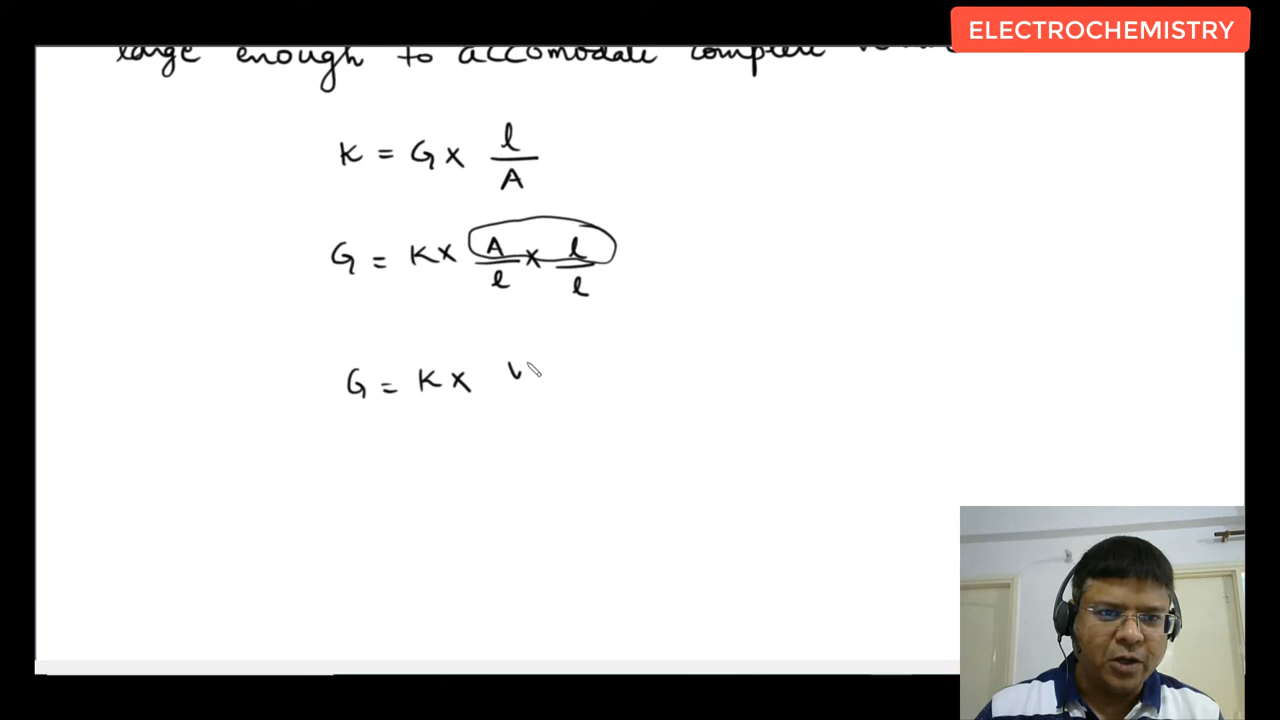 ELECTROCHEMISTRY
large enough to accomodate complete
K = G x l/A
G = K x A/l x l/l
G = K x V